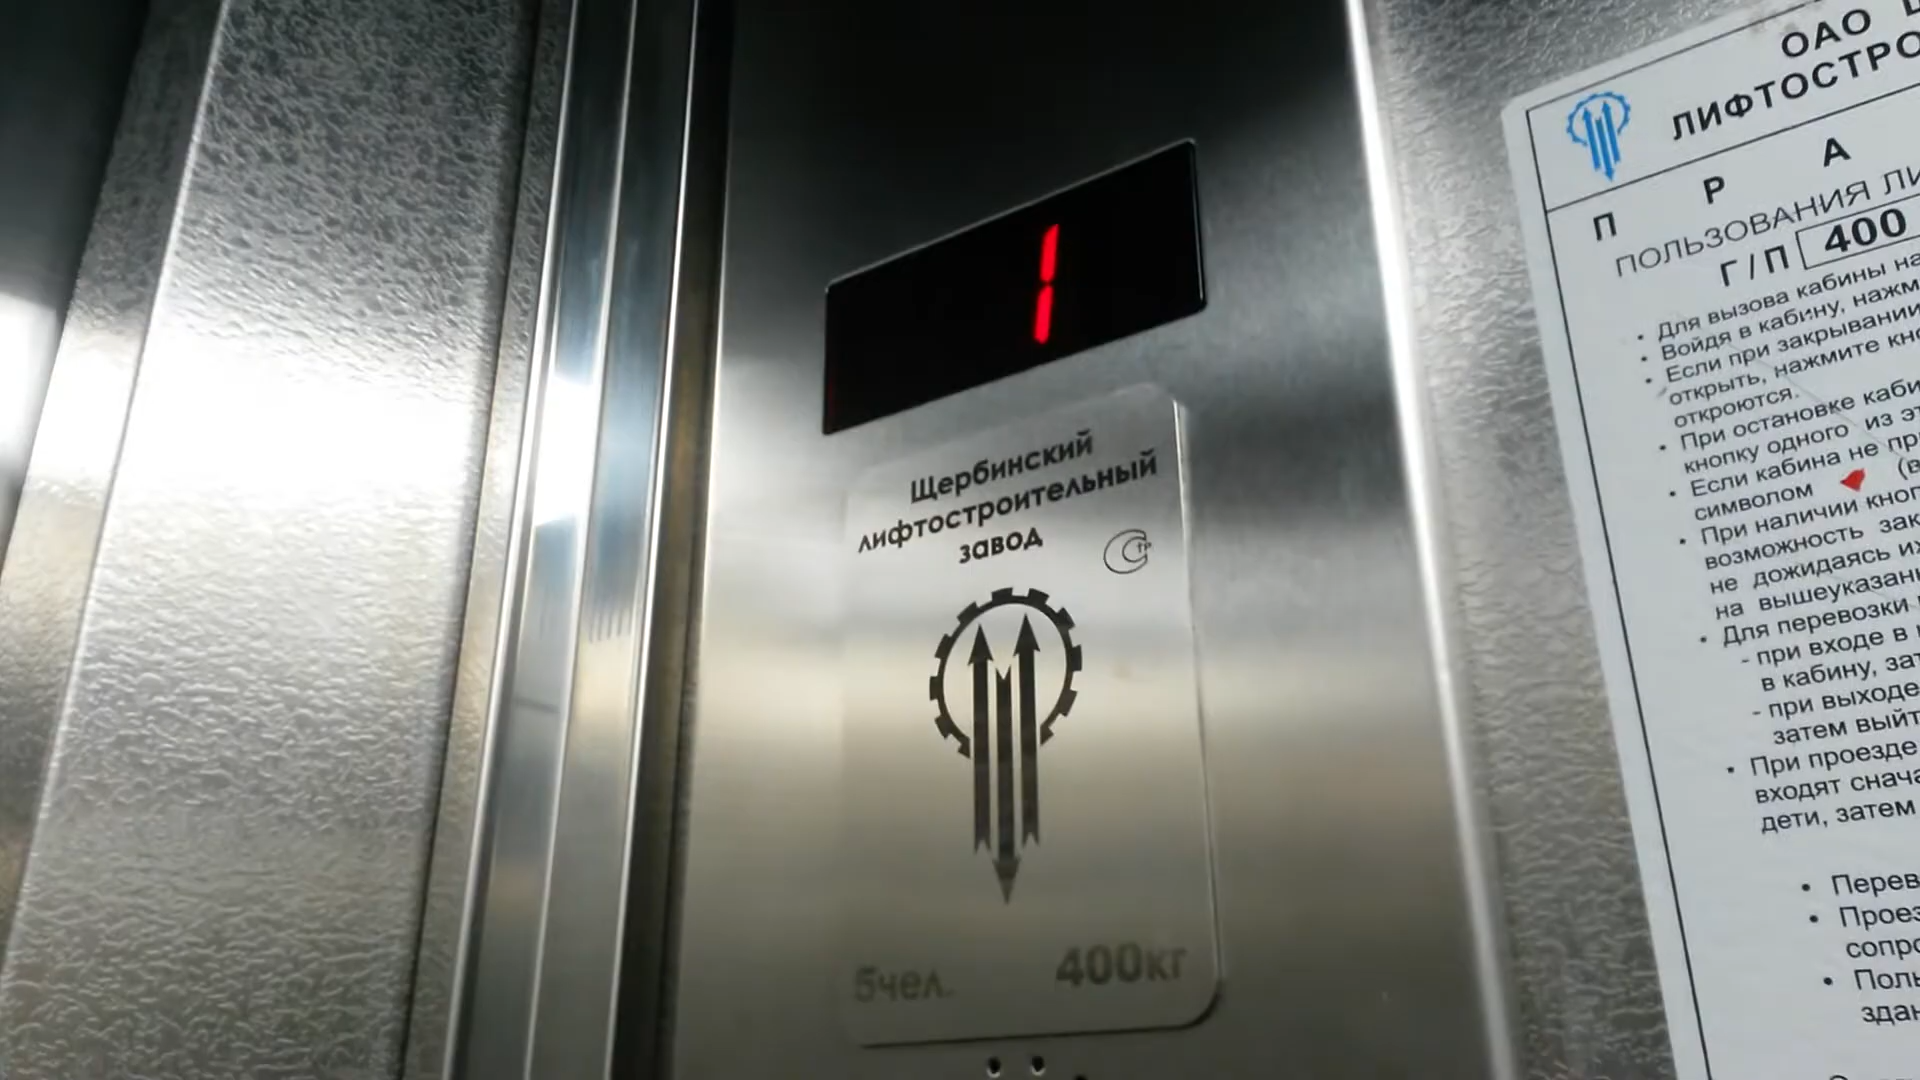 1
Щербинский
лифтостроительный
завод
5чел.
400кг
ОАО
ЛИФТОСТРО
П Р А
ПОЛЬЗОВАНИЯ ЛИ
Г/П 400
• Для вызова кабины на
• Войдя в кабину, нажм
• Если при закрывании
открыть, нажмите кно
откроются.
• При остановке каби
кнопку одного из эт
• Если кабина не при
символом (в
• При наличии кноп
возможность зак
не дожидаясь их
на вышеуказанн
• Для перевозки
- при входе в
в кабину, зат
- при выходе
затем выйт
• При проезде
входят снача
дети, затем
• Перев
• Проез
сопро
• Поль
здан